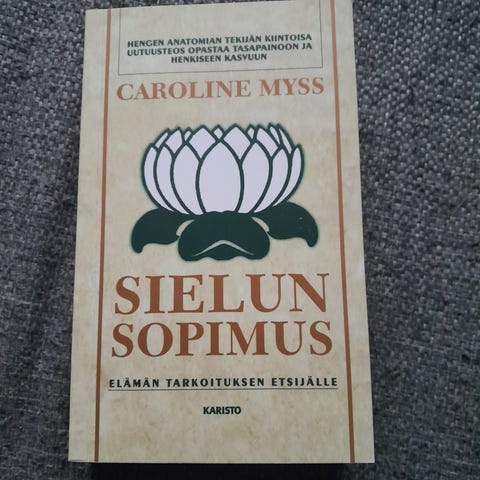 HENGEN ANATOMIAN TEKIJÄN KIINTOISA
UUTUUSTEOS OPASTAA TASAPAINOON JA
HENKISEEN KASVUUN
CAROLINE MYSS
SIELUN
SOPIMUS
ELÄMÄN TARKOITUKSEN ETSIJÄLLE
KARISTO